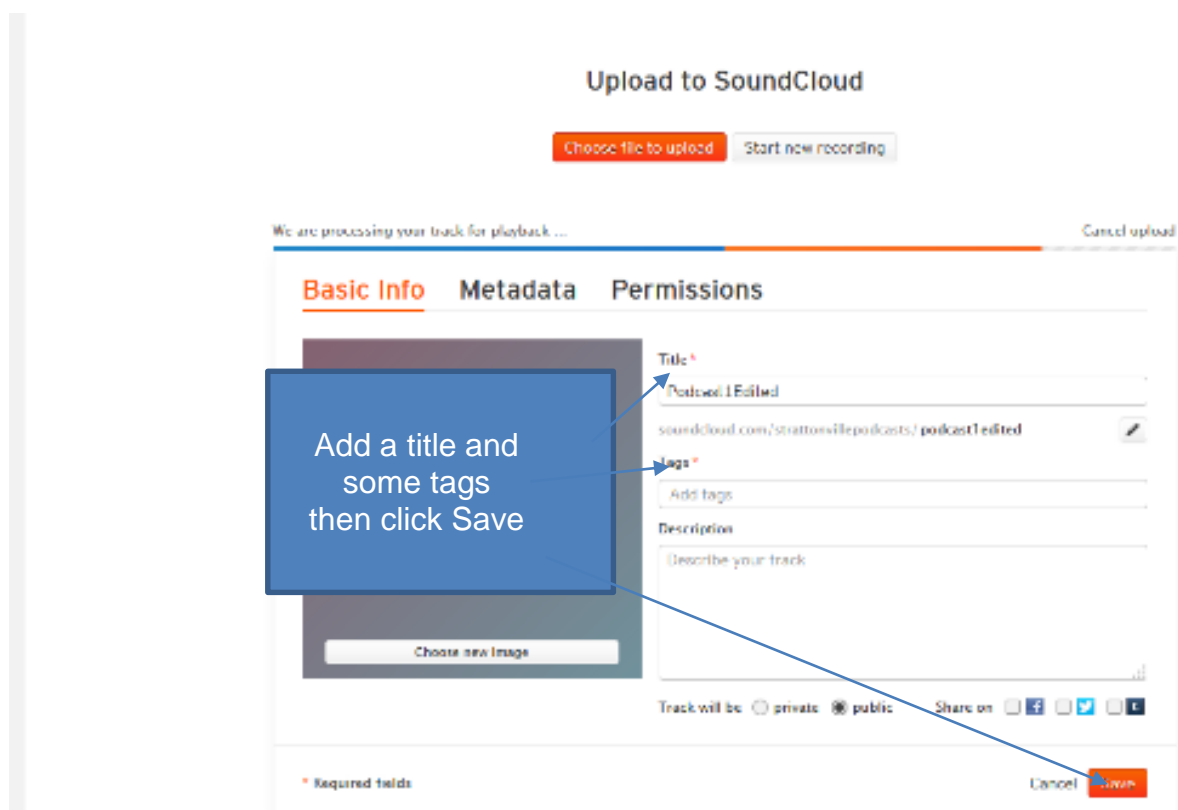 Upload to SoundCloud
Choose file to upload Start new recording
We are processing your track for playback ... Cancel upload
Basic Info Metadata Permissions
Title *
Podcast1Edited
soundcloud.com/strattonvillepodcasts/ podcast1edited
Add a title and
some tags
then click Save
Tags *
Add tags
Description
Describe your track
Choose new image
Track will be private public Share on
* Required fields Cancel Save